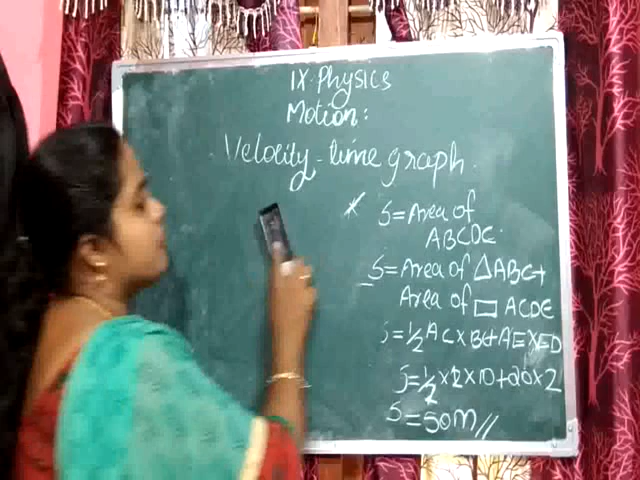 IX. Physics
Motion:
Velocity-time graph.
* S=Area of
ABCDE.
S=Area of △ABC+
Area of ▭ ACDE
S=1/2 AC×BC+AE×ED
S=1/2×2×10+20×2
S=50m//